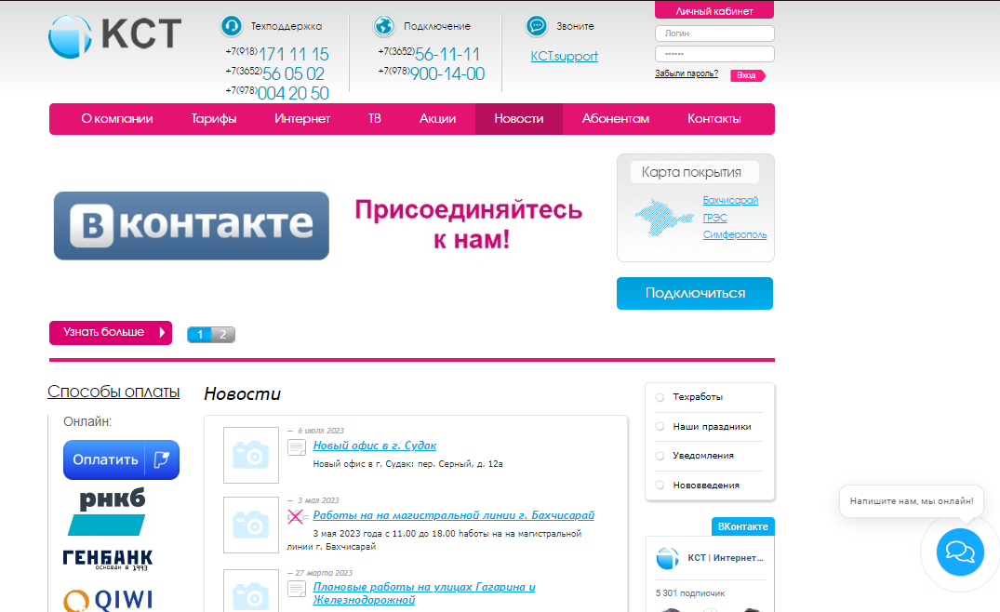 КСТ
Техподдержка
+7(918)171 11 15
+7(3652)56 05 02
+7(978)004 20 50
Подключение
+7(3652)56-11-11
+7(978)900-14-00
Звоните
КСТ.support
Личный кабинет
Логин
······
Забыли пароль?
Вход
О компании
Тарифы
Интернет
ТВ
Акции
Новости
Абонентам
Контакты
В контакте
Присоединяйтесь
к нам!
Карта покрытия
Бахчисарай
ГРЭС
Симферополь
Подключиться
Узнать больше
1 2
Способы оплаты
Онлайн:
Оплатить
РНКБ
ГЕНБАНК
основан в 1993
QIWI
Новости
— 6 июля 2023
Новый офис в г. Судак
Новый офис в г. Судак: пер. Серный, д. 12а
— 3 мая 2023
Работы на на магистральной линии г. Бахчисарай
3 мая 2023 года с 11.00 до 18.00 hаботы на на магистральной
линии г. Бахчисарай
— 27 марта 2023
Плановые работы на улицах Гагарина и
Железнодорожной
Техработы
Наши праздники
Уведомления
Нововведения
ВКонтакте
КСТ | Интернет...
5 301 подписчик
Напишите нам, мы онлайн!